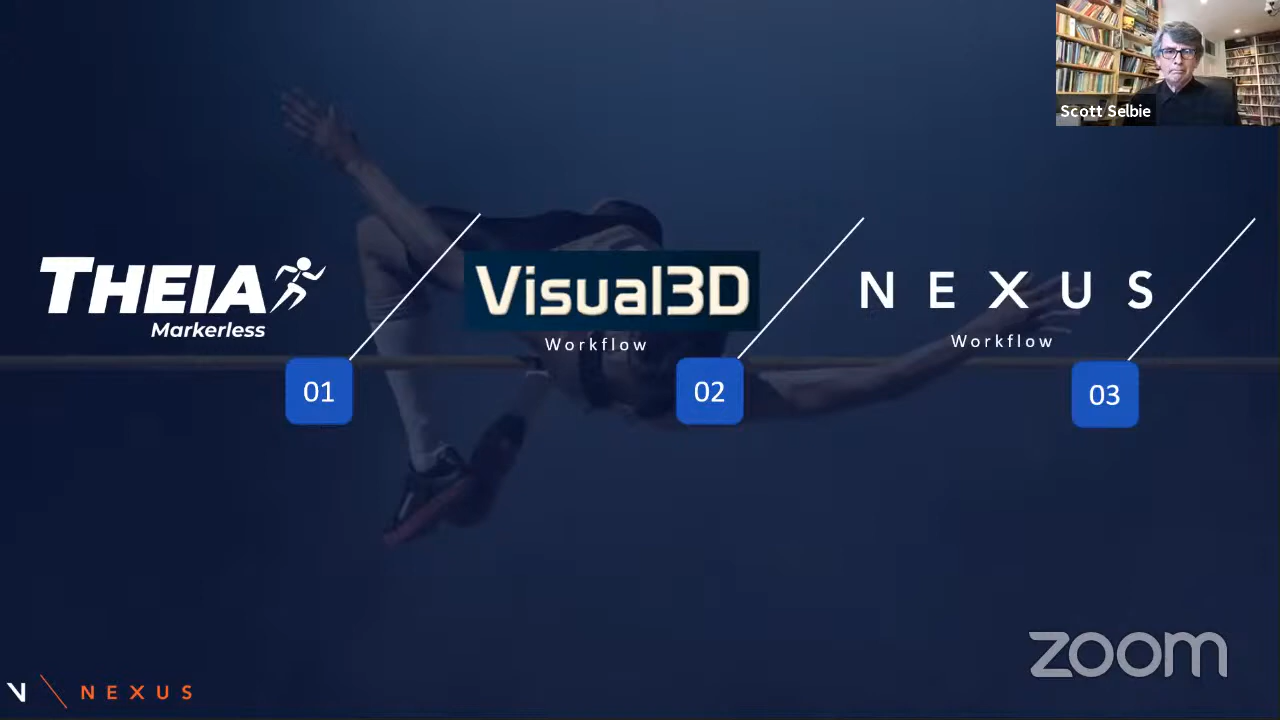 Scott Selbie
THEIA
Markerless
Visual3D
Workflow
NEXUS
Workflow
01
02
03
zoom
NEXUS